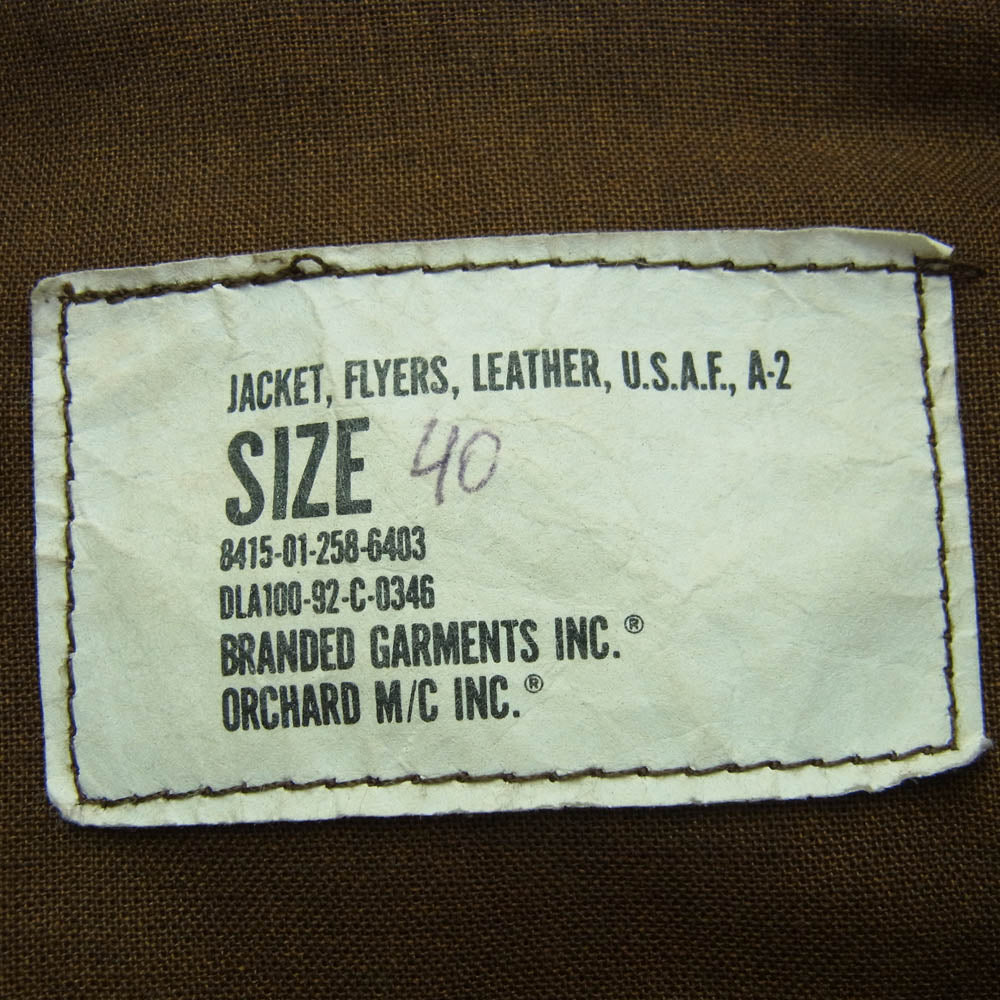 JACKET, FLYERS, LEATHER, U.S.A.F., A-2
SIZE 40
8415-01-258-6403
DLA100-92-C-0346
BRANDED GARMENTS INC.®
ORCHARD M/C INC.®